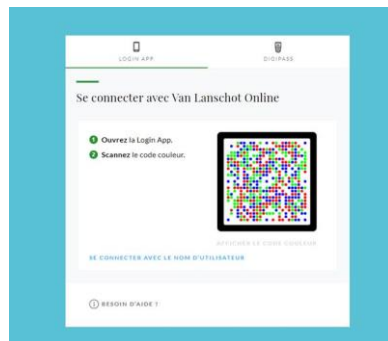 LOGIN APP
DIGIPASS
Se connecter avec Van Lanschot Online
1 Ouvrez la Login App.
2 Scannez le code couleur.
AFFICHER LE CODE COULEUR
SE CONNECTER AVEC LE NOM D'UTILISATEUR
BESOIN D'AIDE ?